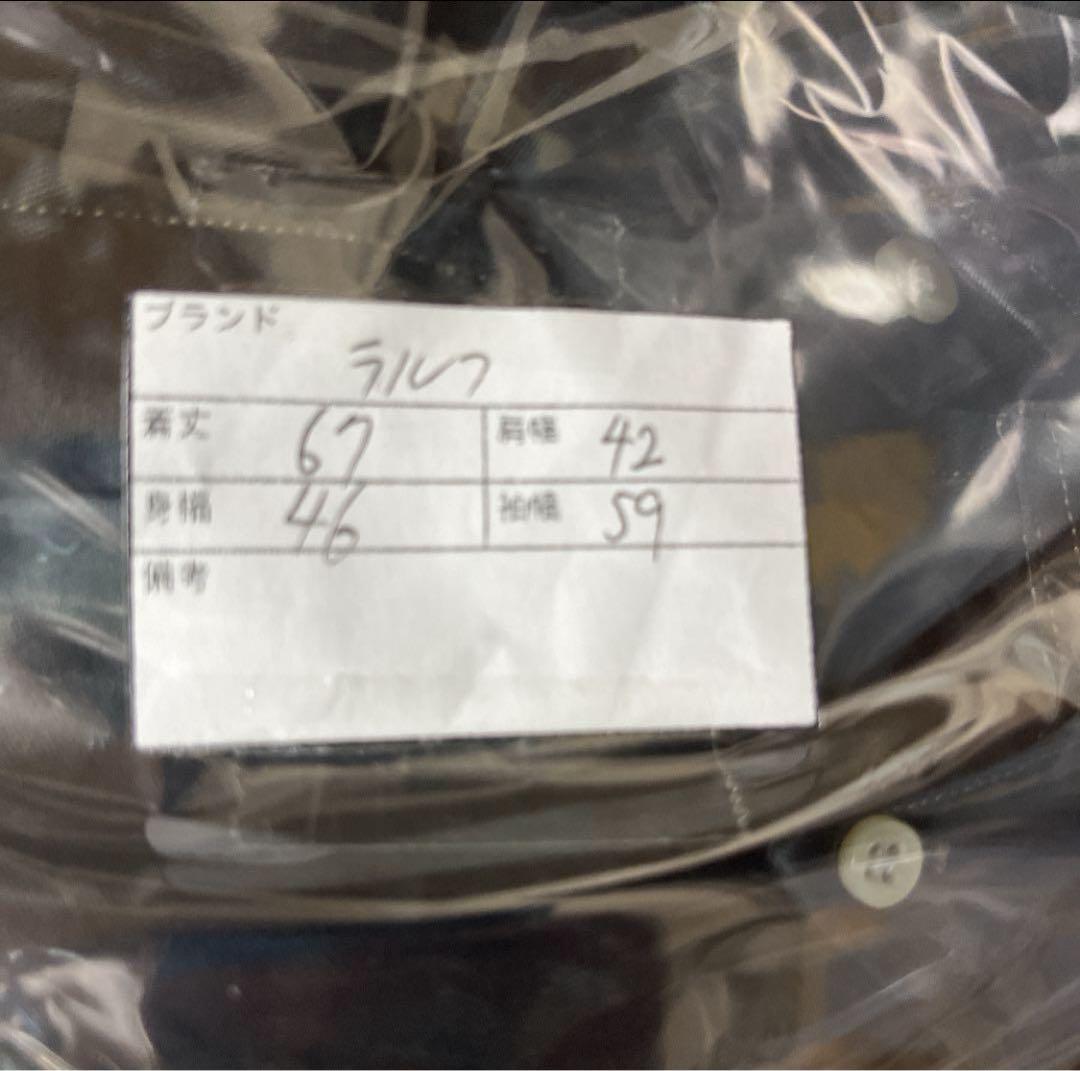 ブランド
ラルフ
着丈 67 肩幅 42
身幅 46 袖幅 59
備考